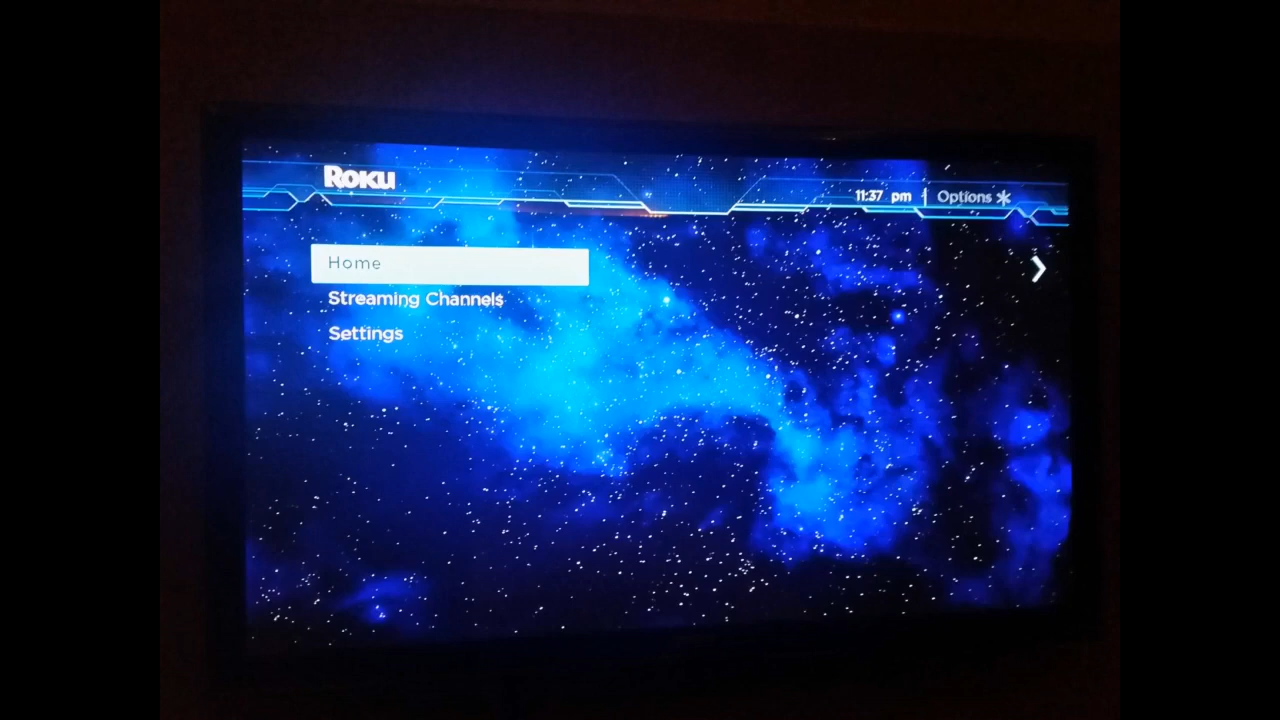 Roku
11:37 pm | Options ✱
Home
Streaming Channels
Settings